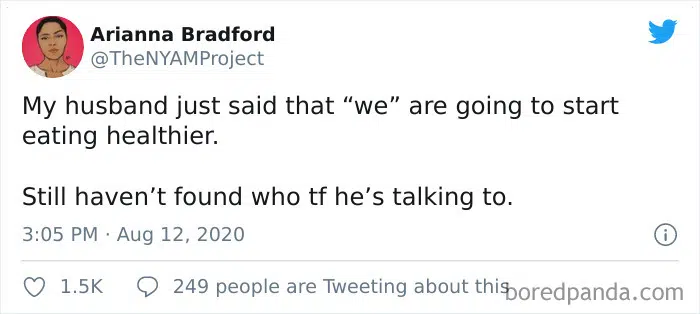 Arianna Bradford
@TheNYAMProject
My husband just said that “we” are going to start
eating healthier.
Still haven’t found who tf he’s talking to.
3:05 PM · Aug 12, 2020
1.5K 249 people are Tweeting about this
boredpanda.com